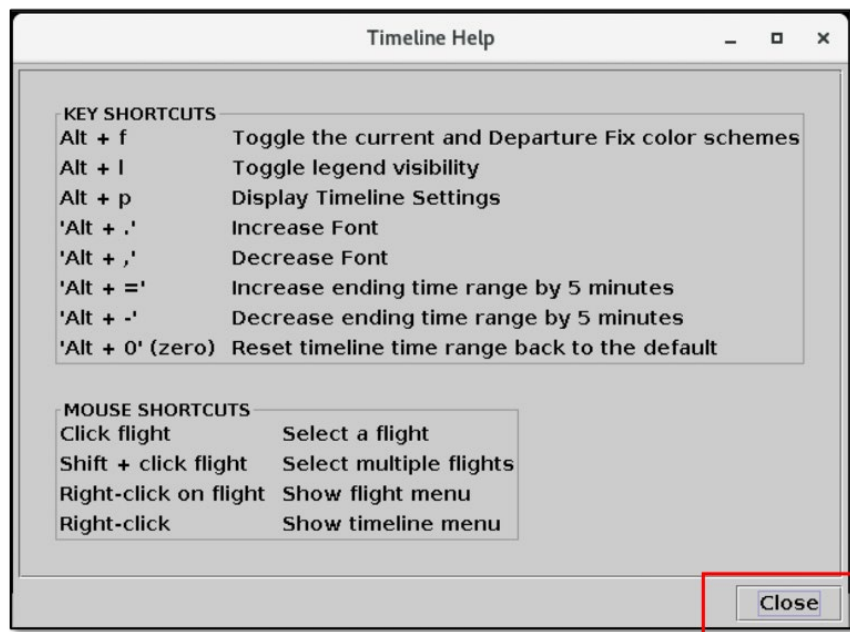 Timeline Help
KEY SHORTCUTS
Alt + f Toggle the current and Departure Fix color schemes
Alt + l Toggle legend visibility
Alt + p Display Timeline Settings
'Alt + .' Increase Font
'Alt + ,' Decrease Font
'Alt + =' Increase ending time range by 5 minutes
'Alt + -' Decrease ending time range by 5 minutes
'Alt + 0' (zero) Reset timeline time range back to the default
MOUSE SHORTCUTS
Click flight Select a flight
Shift + click flight Select multiple flights
Right-click on flight Show flight menu
Right-click Show timeline menu
Close